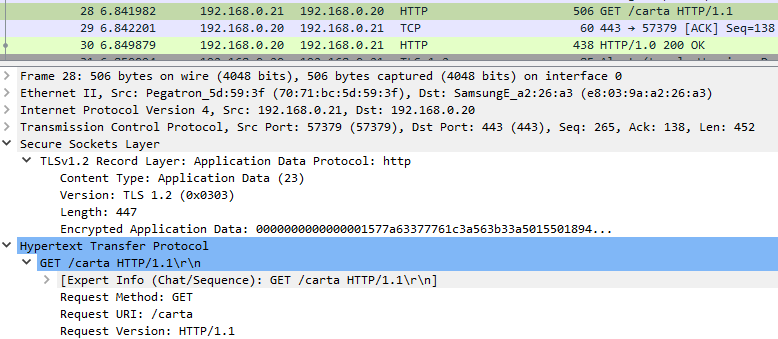 28 6.841982 192.168.0.21 192.168.0.20 HTTP 506 GET /carta HTTP/1.1
29 6.842201 192.168.0.20 192.168.0.21 TCP 60 443 → 57379 [ACK] Seq=138
30 6.849879 192.168.0.20 192.168.0.21 HTTP 438 HTTP/1.0 200 OK
Frame 28: 506 bytes on wire (4048 bits), 506 bytes captured (4048 bits) on interface 0
Ethernet II, Src: Pegatron_5d:59:3f (70:71:bc:5d:59:3f), Dst: SamsungE_a2:26:a3 (e8:03:9a:a2:26:a3)
Internet Protocol Version 4, Src: 192.168.0.21, Dst: 192.168.0.20
Transmission Control Protocol, Src Port: 57379 (57379), Dst Port: 443 (443), Seq: 265, Ack: 138, Len: 452
Secure Sockets Layer
TLSv1.2 Record Layer: Application Data Protocol: http
Content Type: Application Data (23)
Version: TLS 1.2 (0x0303)
Length: 447
Encrypted Application Data: 0000000000000001577a63377761c3a563b33a5015501894...
Hypertext Transfer Protocol
GET /carta HTTP/1.1\r\n
[Expert Info (Chat/Sequence): GET /carta HTTP/1.1\r\n]
Request Method: GET
Request URI: /carta
Request Version: HTTP/1.1